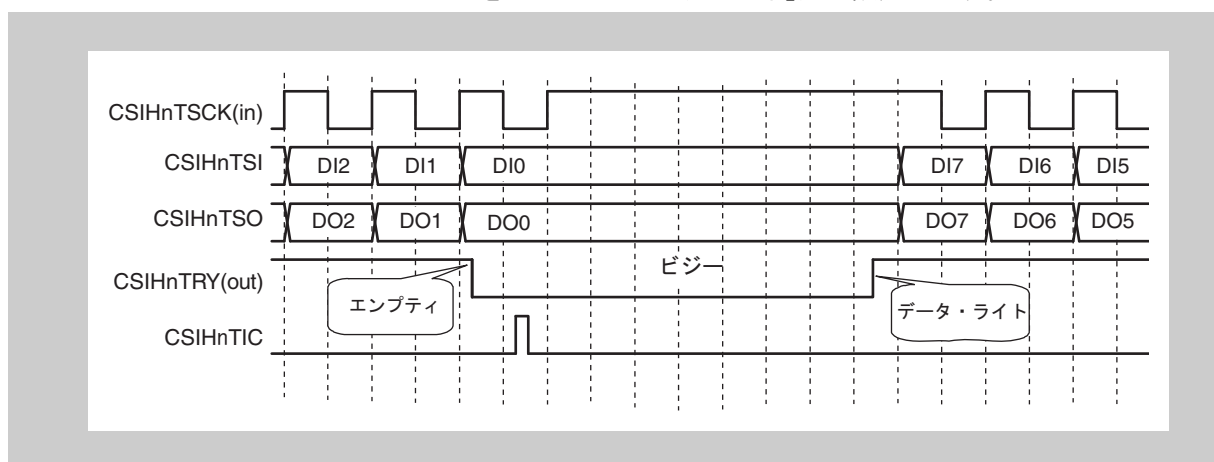 CSIHnTSCK(in)
CSIHnTSI DI2 DI1 DI0 DI7 DI6 DI5
CSIHnTSO DO2 DO1 DO0 DO7 DO6 DO5
CSIHnTRY(out) エンプティ ビジー データ・ライト
CSIHnTIC